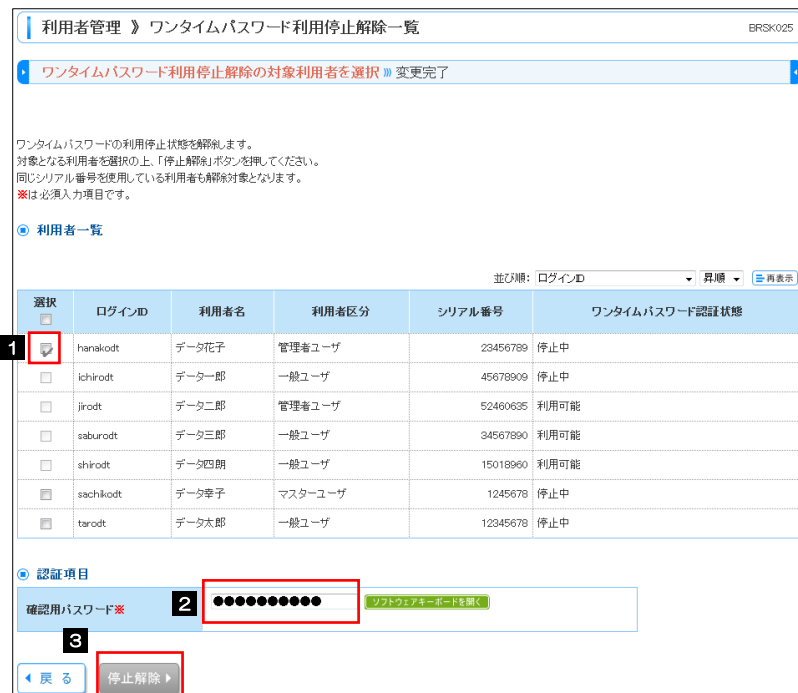 利用者管理 》 ワンタイムパスワード利用停止解除一覧 BRSK025
ワンタイムパスワード利用停止解除の対象利用者を選択 》 変更完了
ワンタイムパスワードの利用停止状態を解除します。
対象となる利用者を選択の上、「停止解除」ボタンを押してください。
同じシリアル番号を使用している利用者も解除対象となります。
※は必須入力項目です。
利用者一覧
並び順: ログインID 昇順 再表示
選択 ログインID 利用者名 利用者区分 シリアル番号 ワンタイムパスワード認証状態
1 hanakodt データ花子 管理者ユーザ 23456789 停止中
ichirodt データ一郎 一般ユーザ 45678909 停止中
jirodt データ二郎 管理者ユーザ 52460635 利用可能
saburodt データ三郎 一般ユーザ 34567890 利用可能
shirodt データ四朗 一般ユーザ 15018960 利用可能
sachikodt データ幸子 マスターユーザ 1245678 停止中
tarodt データ太郎 一般ユーザ 12345678 停止中
認証項目
確認用パスワード※ 2 ●●●●●●●●●● ソフトウェアキーボードを開く
3
戻る 停止解除